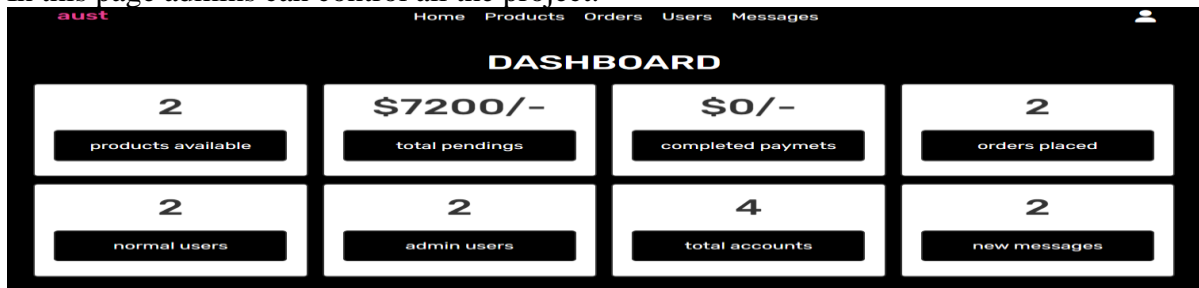 In this page admins can control all the project.
aust Home Products Orders Users Messages
DASHBOARD
2 $7200/- $0/- 2
products available total pendings completed paymets orders placed
2 2 4 2
normal users admin users total accounts new messages